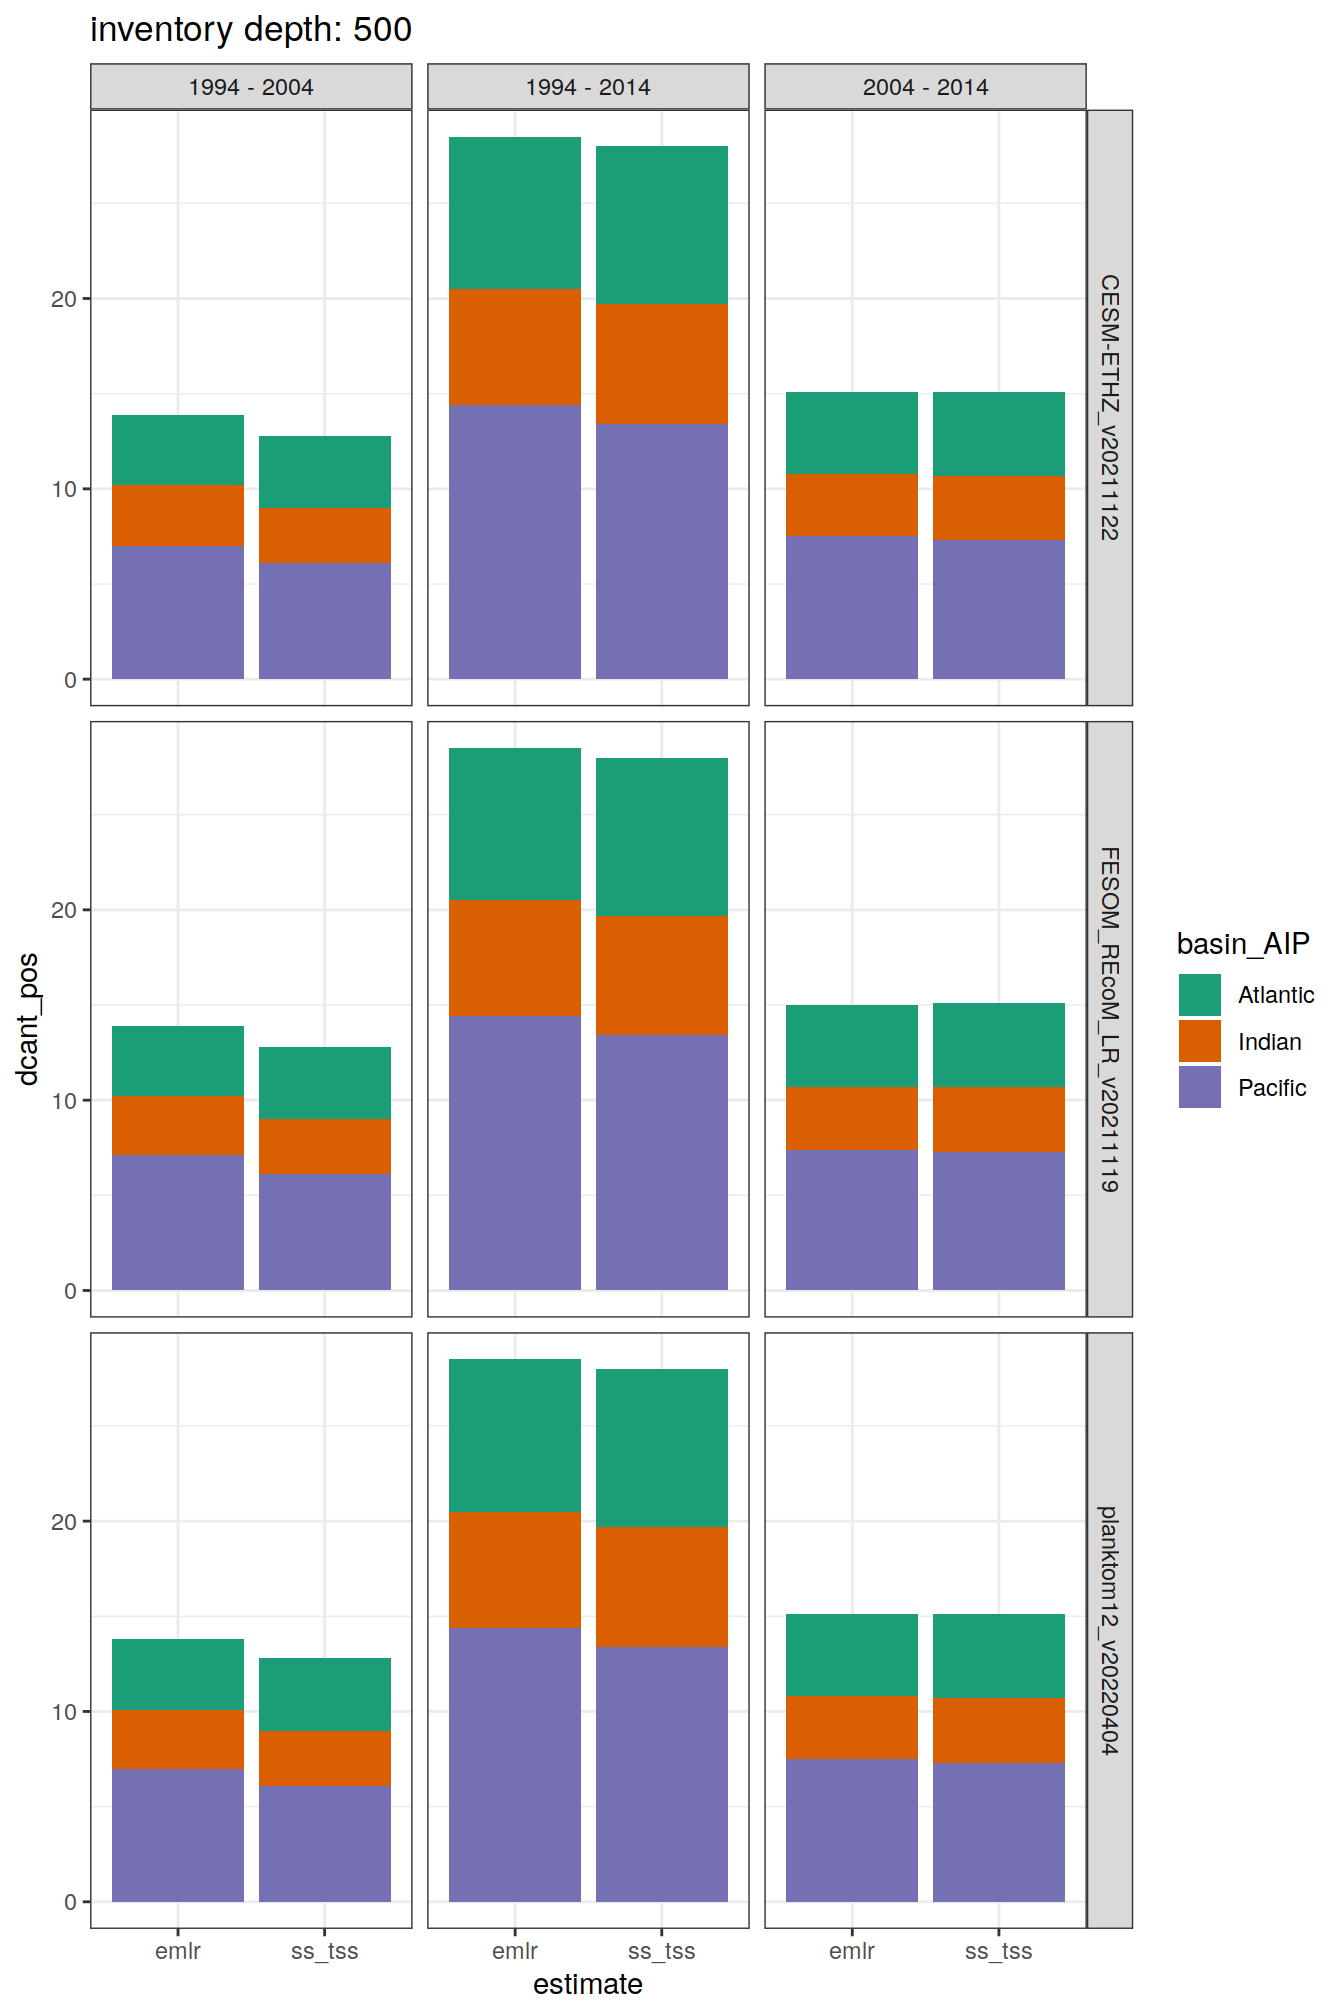 inventory depth: 500
1994 - 2004
1994 - 2014
2004 - 2014
20
10
0
CESM-ETHZ_v20211122
20
10
0
FESOM_REcoM_LR_v20211119
20
10
0
planktom12_v20220404
dcant_pos
emlr
ss_tss
emlr
ss_tss
emlr
ss_tss
estimate
basin_AIP
Atlantic
Indian
Pacific